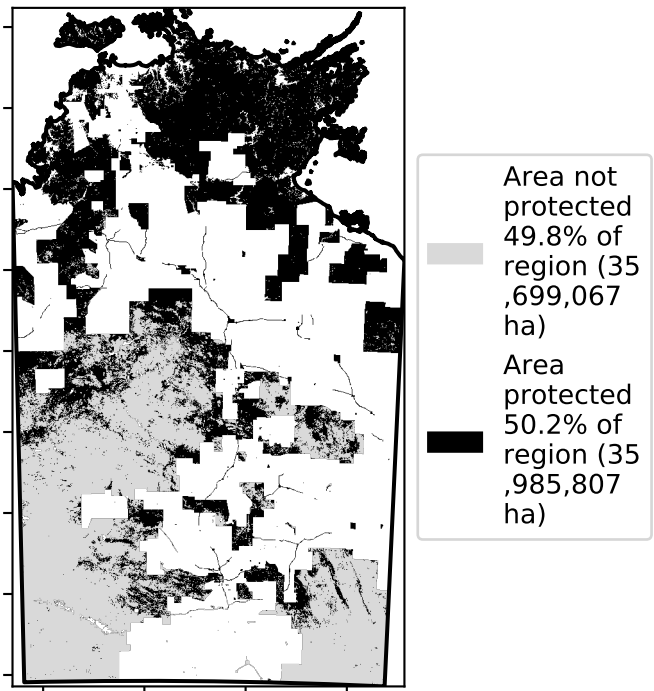 Area not
protected
49.8% of
region (35
,699,067
ha)
Area
protected
50.2% of
region (35
,985,807
ha)